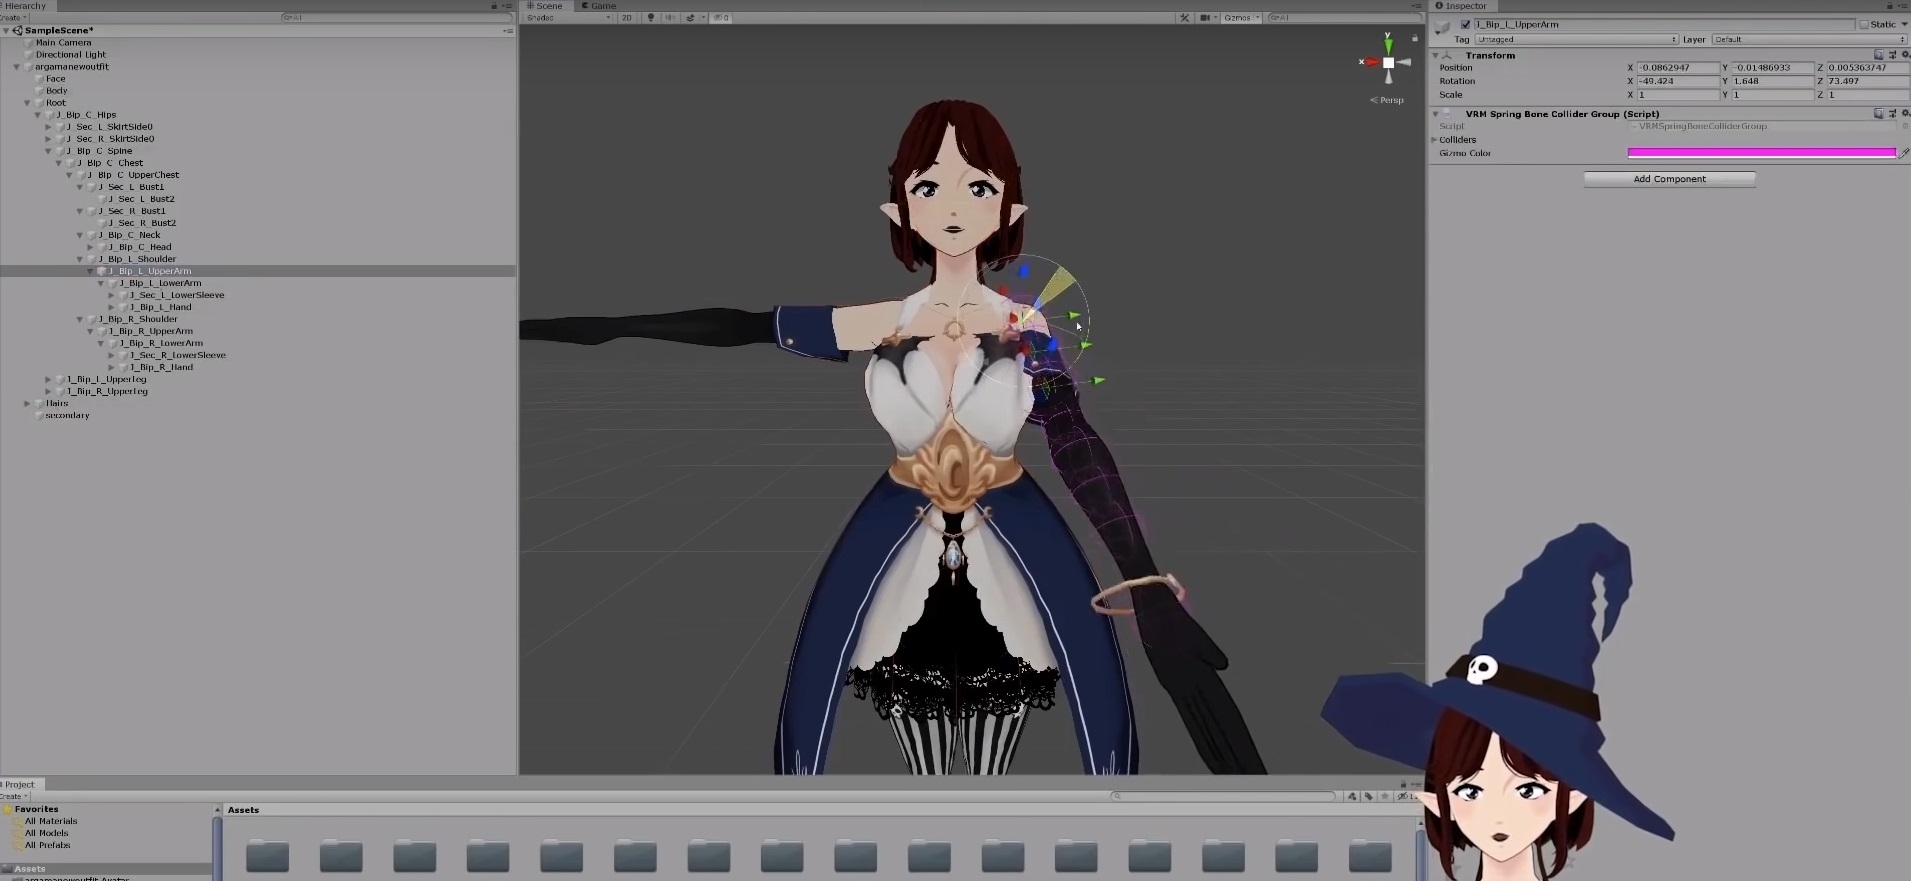 Hierarchy
Create
All
SampleScene*
Main Camera
Directional Light
argamanewoutfit
Face
Body
Root
J_Bip_C_Hips
J_Sec_L_SkirtSide0
J_Sec_R_SkirtSide0
J_Bip_C_Spine
J_Bip_C_Chest
J_Bip_C_UpperChest
J_Sec_L_Bust1
J_Sec_L_Bust2
J_Sec_R_Bust1
J_Sec_R_Bust2
J_Bip_C_Neck
J_Bip_C_Head
J_Bip_L_Shoulder
J_Bip_L_UpperArm
J_Bip_L_LowerArm
J_Sec_L_LowerSleeve
J_Bip_L_Hand
J_Bip_R_Shoulder
J_Bip_R_UpperArm
J_Bip_R_LowerArm
J_Sec_R_LowerSleeve
J_Bip_R_Hand
J_Bip_L_UpperLeg
J_Bip_R_UpperLeg
Hairs
secondary
Scene Game
Shaded 2D 0 Gizmos All
y
x
Persp
Inspector
J_Bip_L_UpperArm Static
Tag Untagged Layer Default
Transform
Position X -0.0862947 Y -0.01486933 Z 0.005363747
Rotation X -49.424 Y 1.648 Z 73.497
Scale X 1 Y 1 Z 1
VRM Spring Bone Collider Group (Script)
Script VRMSpringBoneColliderGroup
Colliders
Gizmo Color
Add Component
Project
Create
Favorites
All Materials
All Models
All Prefabs
Assets
Assets